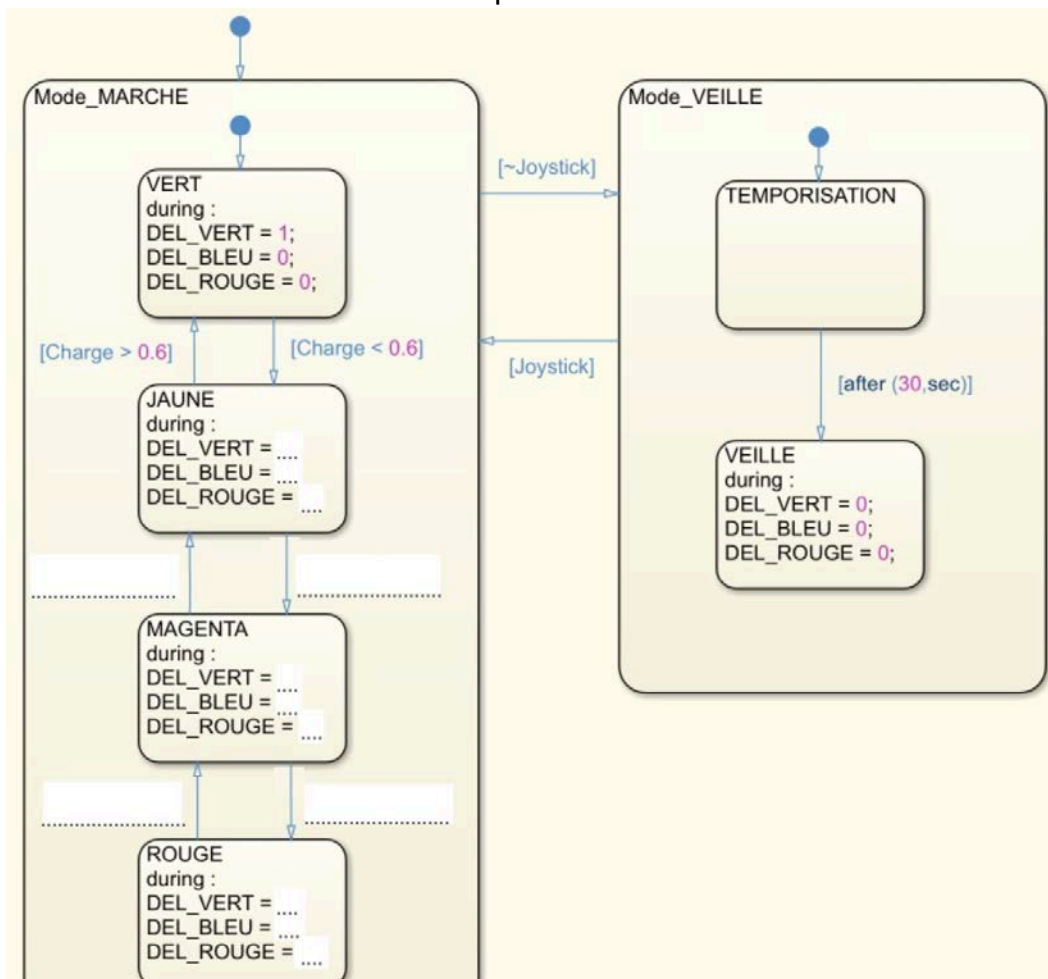 Mode_MARCHE
VERT
during :
DEL_VERT = 1;
DEL_BLEU = 0;
DEL_ROUGE = 0;
[Charge > 0.6]
[Charge < 0.6]
JAUNE
during :
DEL_VERT = ....
DEL_BLEU = ....
DEL_ROUGE = ....
....................
....................
MAGENTA
during :
DEL_VERT = ....
DEL_BLEU = ....
DEL_ROUGE = ....
....................
....................
ROUGE
during :
DEL_VERT = ....
DEL_BLEU = ....
DEL_ROUGE = ....
[~Joystick]
[Joystick]
Mode_VEILLE
TEMPORISATION
[after (30,sec)]
VEILLE
during :
DEL_VERT = 0;
DEL_BLEU = 0;
DEL_ROUGE = 0;